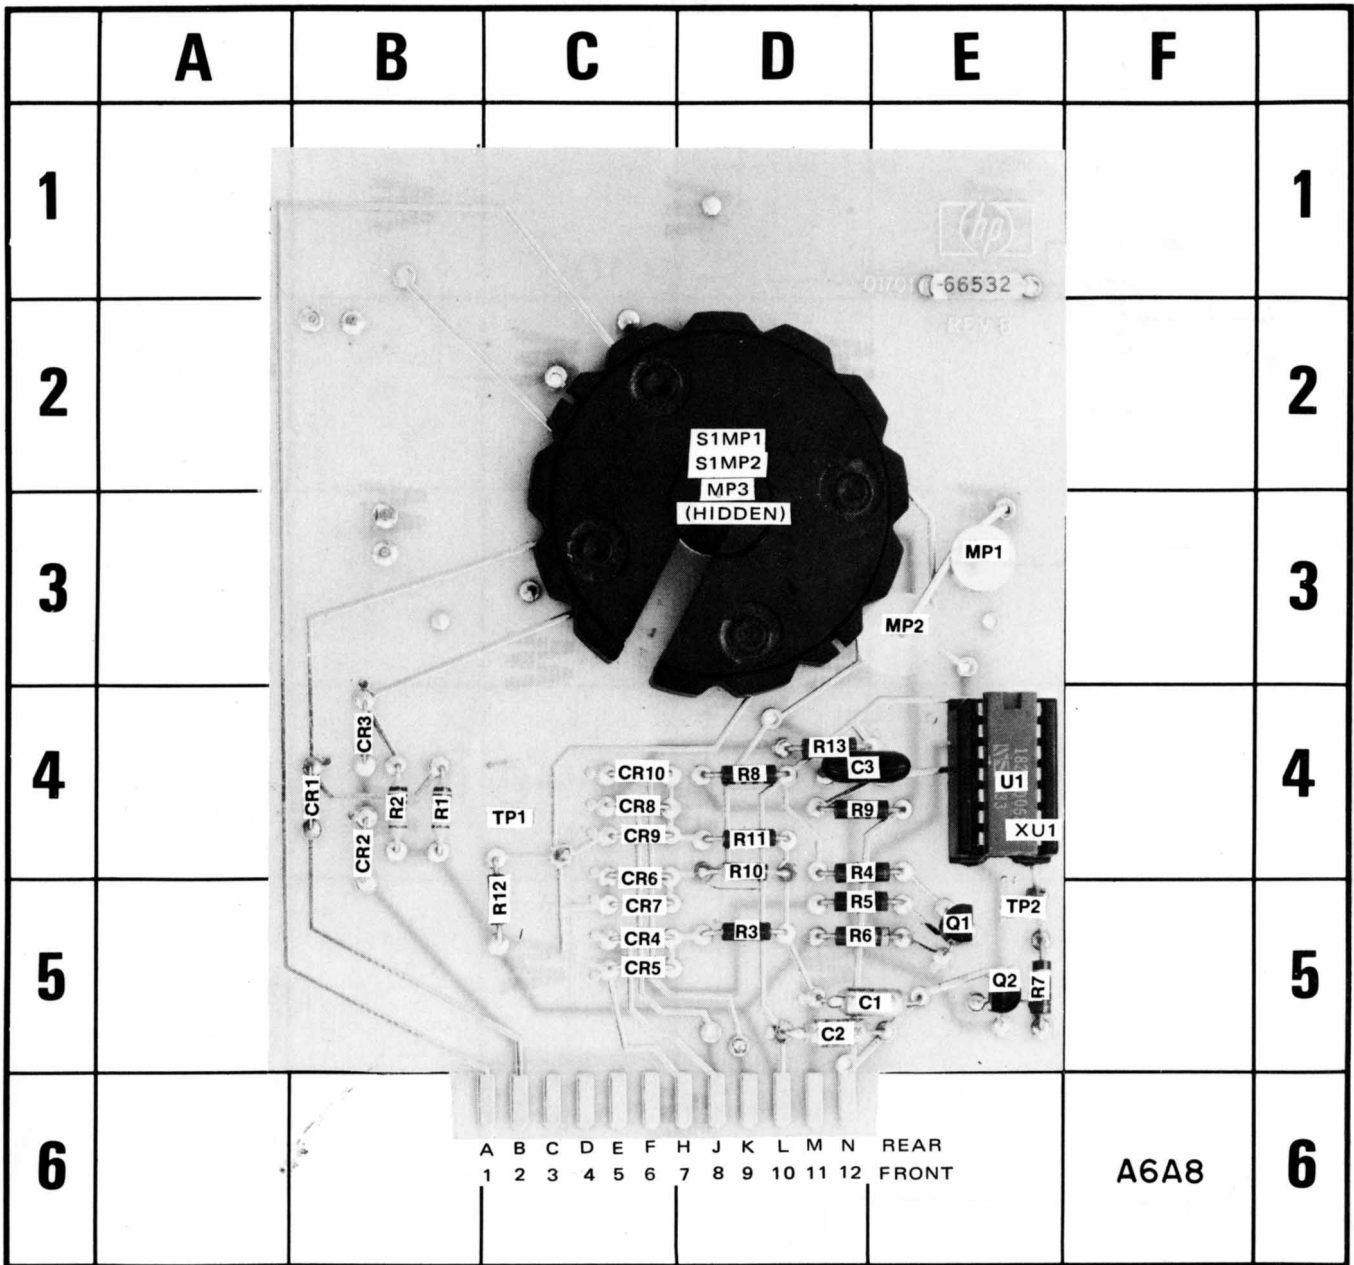 A B C D E F
1 1
hp
01701-66532
REV B
2 2
S1MP1
S1MP2
MP3
(HIDDEN)
3 3
MP1
MP2
4 4
CR3
CR1
R2
R1
CR2
TP1
CR10
CR8
CR9
R13
R8
C3
R9
R11
U1
XU1
CR6
R10
R4
5 5
R12
CR7
R5
TP2
Q1
CR4
R3
R6
CR5
Q2
R7
C1
C2
6 6
A B C D E F H J K L M N REAR
1 2 3 4 5 6 7 8 9 10 11 12 FRONT
A6A8